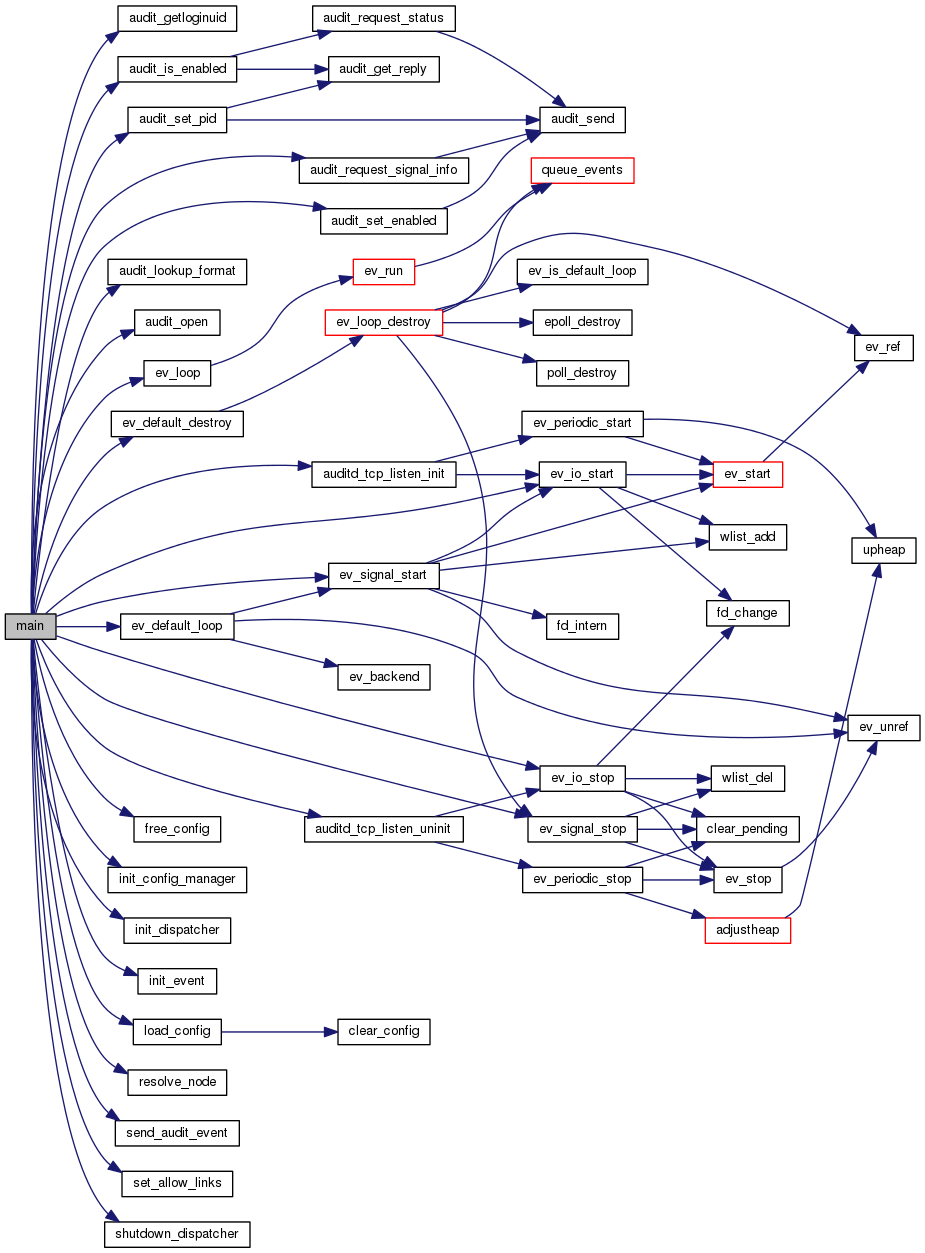 audit_getloginuid
audit_request_status
audit_is_enabled
audit_get_reply
audit_set_pid
audit_send
audit_request_signal_info
queue_events
audit_set_enabled
audit_lookup_format
ev_run
ev_is_default_loop
audit_open
ev_loop_destroy
epoll_destroy
ev_ref
ev_loop
poll_destroy
ev_default_destroy
ev_periodic_start
auditd_tcp_listen_init
ev_io_start
ev_start
wlist_add
upheap
ev_signal_start
fd_change
main
ev_default_loop
fd_intern
ev_backend
ev_unref
ev_io_stop
wlist_del
free_config
auditd_tcp_listen_uninit
ev_signal_stop
clear_pending
init_config_manager
ev_periodic_stop
ev_stop
init_dispatcher
adjustheap
init_event
load_config
clear_config
resolve_node
send_audit_event
set_allow_links
shutdown_dispatcher